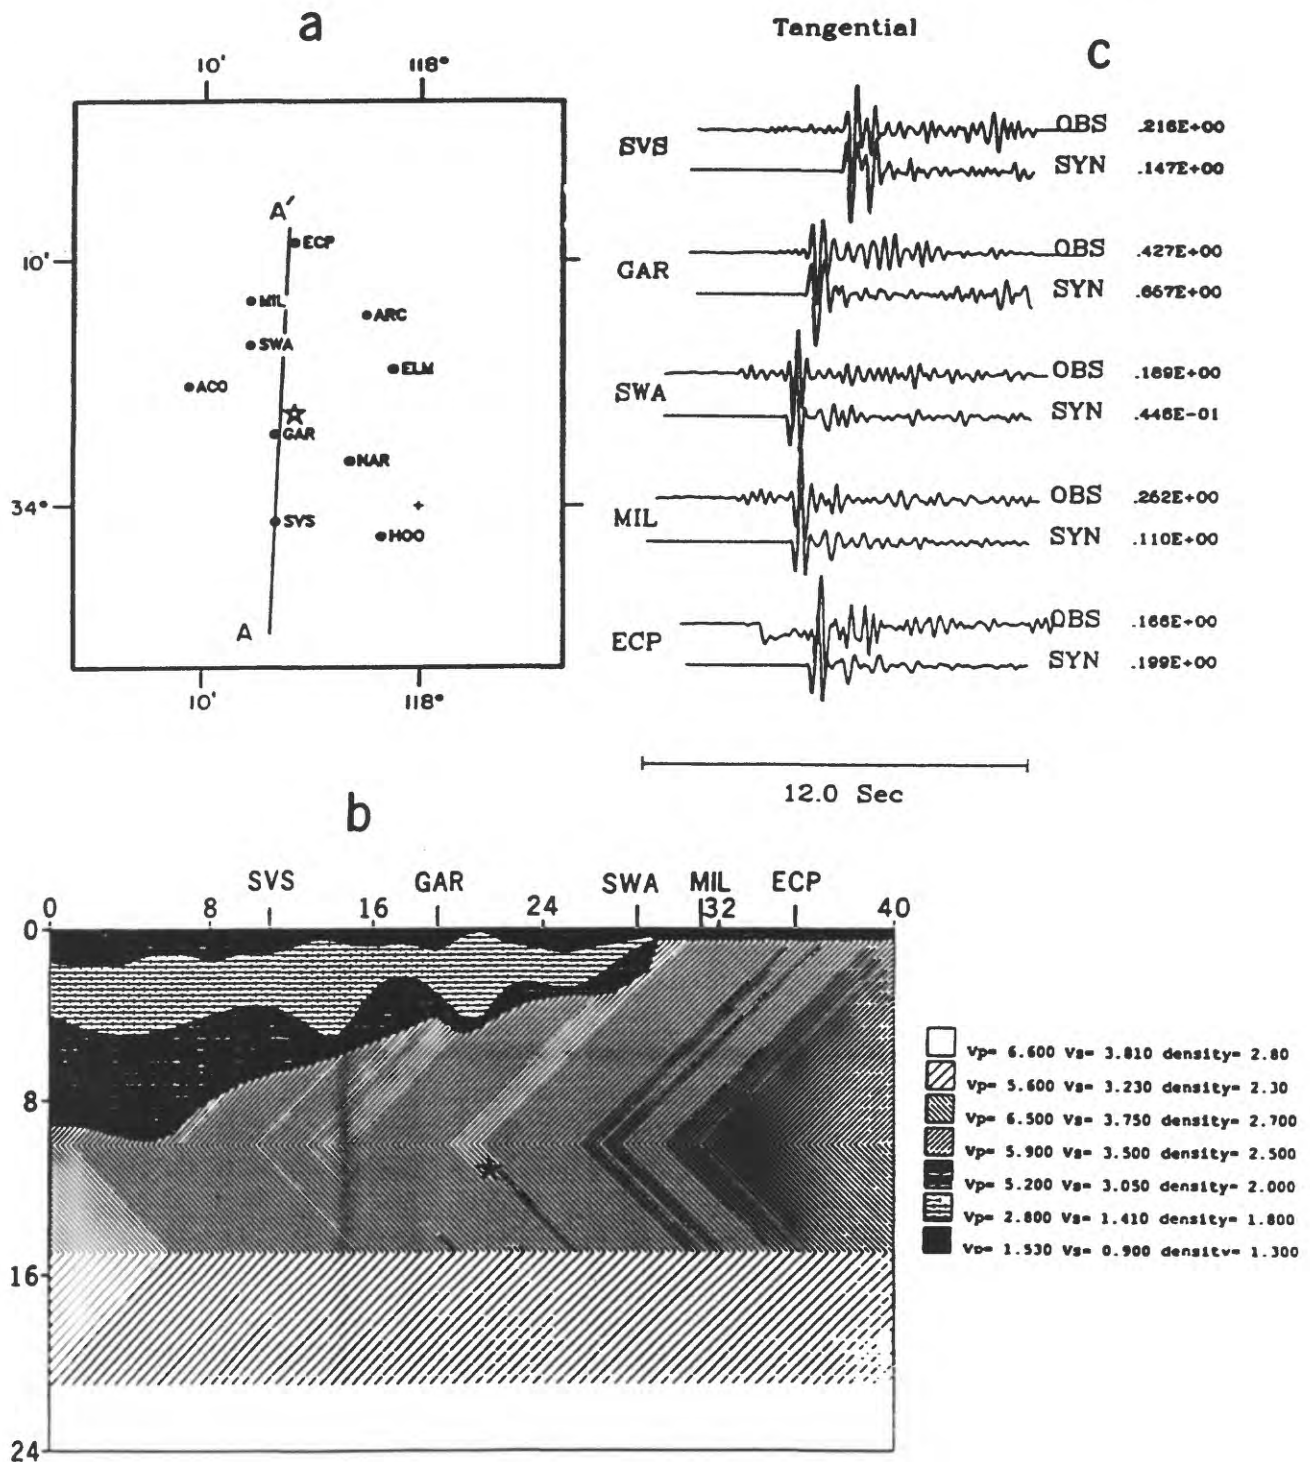 a
10' 118°
A'
ECP
10'
MIL
ARC
SWA
ELM
ACO
GAR
NAR
34°
SVS
HOO
A
10' 118°
Tangential
c
SVS
OBS .216E+00
SYN .147E+00
GAR
OBS .427E+00
SYN .667E+00
SWA
OBS .189E+00
SYN .446E-01
MIL
OBS .262E+00
SYN .110E+00
ECP
OBS .166E+00
SYN .199E+00
12.0 Sec
b
SVS GAR SWA MIL ECP
0 8 16 24 32 40
0
8
16
24
Vp= 6.600 Vs= 3.810 density= 2.80
Vp= 5.600 Vs= 3.230 density= 2.30
Vp= 6.500 Vs= 3.750 density= 2.700
Vp= 5.900 Vs= 3.500 density= 2.500
Vp= 5.200 Vs= 3.050 density= 2.000
Vp= 2.800 Vs= 1.410 density= 1.800
Vp= 1.530 Vs= 0.900 density= 1.300